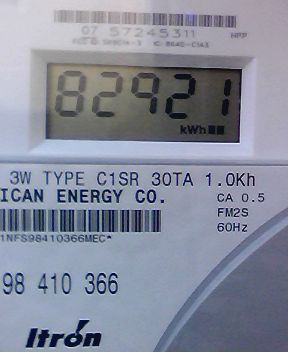 07 57245311 NPP
82921
kWh
3W TYPE C1SR 30TA 1.0Kh
ICAN ENERGY CO. CA 0.5
FM2S
1NFS98410366MEC*
60Hz
98 410 366
Itron